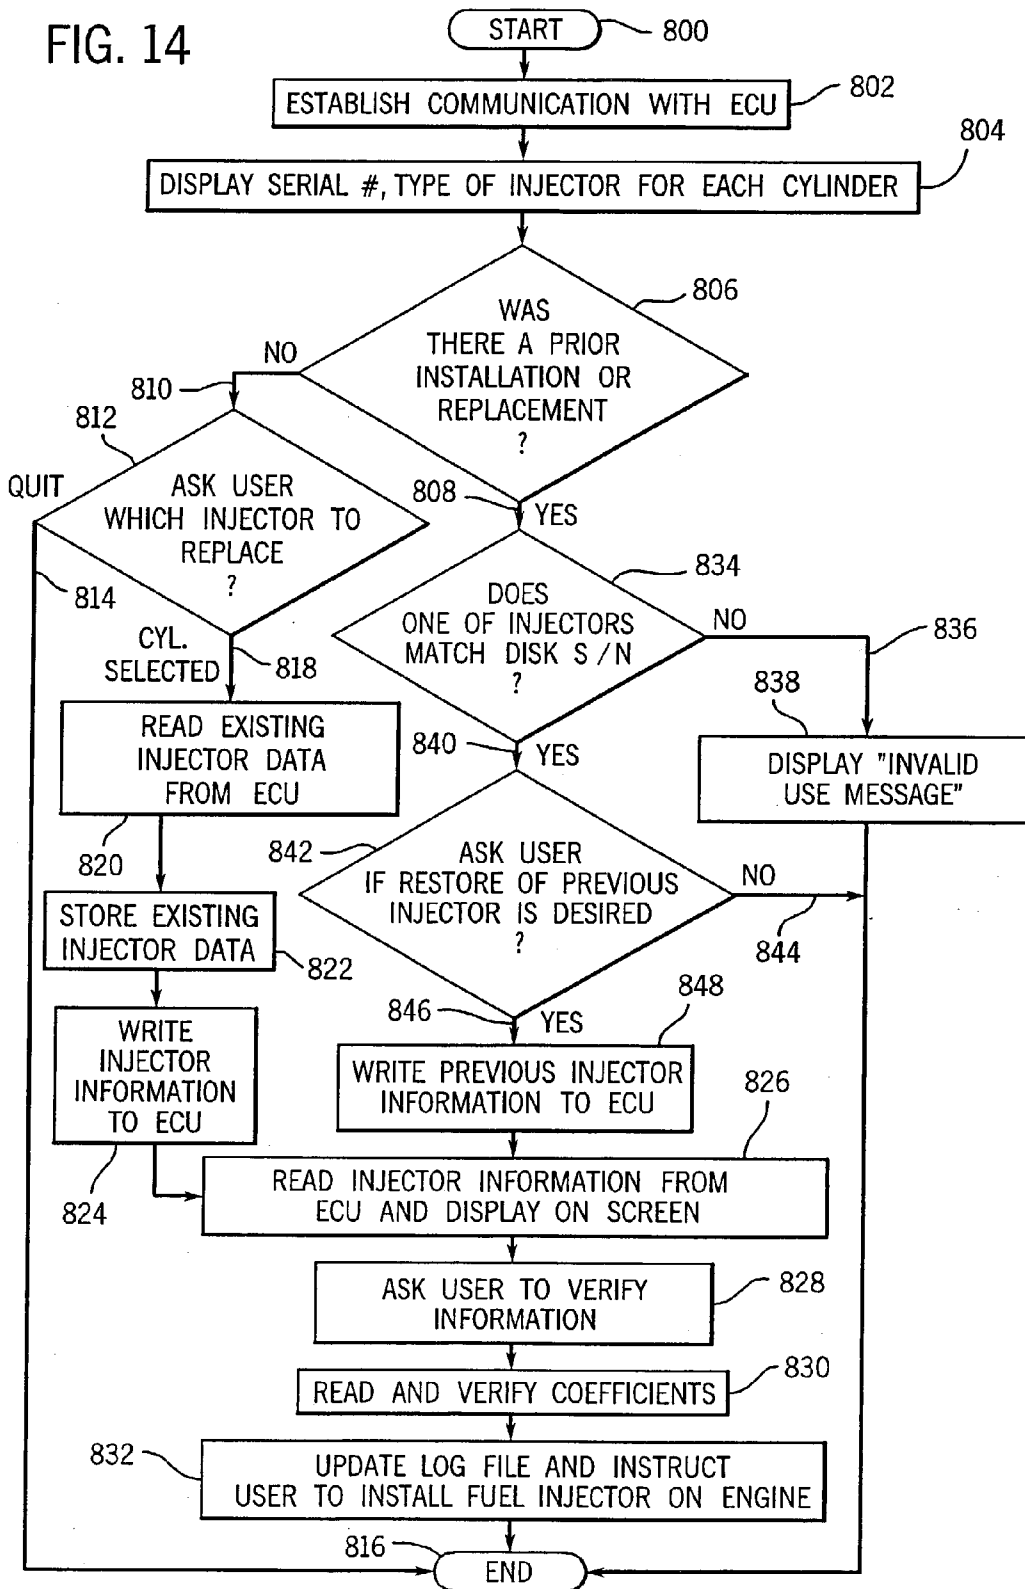 FIG. 14
START
800
ESTABLISH COMMUNICATION WITH ECU
802
804
DISPLAY SERIAL #, TYPE OF INJECTOR FOR EACH CYLINDER
806
WAS
THERE A PRIOR
INSTALLATION OR
REPLACEMENT
?
NO
810
812
QUIT
ASK USER
WHICH INJECTOR TO
REPLACE
?
814
808
YES
834
DOES
ONE OF INJECTORS
MATCH DISK S/N
?
NO
836
CYL.
SELECTED
818
838
READ EXISTING
INJECTOR DATA
FROM ECU
840
YES
DISPLAY "INVALID
USE MESSAGE"
820
842
ASK USER
IF RESTORE OF PREVIOUS
INJECTOR IS DESIRED
?
NO
844
STORE EXISTING
INJECTOR DATA
822
846
YES
848
WRITE
INJECTOR
INFORMATION
TO ECU
824
WRITE PREVIOUS INJECTOR
INFORMATION TO ECU
826
READ INJECTOR INFORMATION FROM
ECU AND DISPLAY ON SCREEN
ASK USER TO VERIFY
INFORMATION
828
READ AND VERIFY COEFFICIENTS
830
832
UPDATE LOG FILE AND INSTRUCT
USER TO INSTALL FUEL INJECTOR ON ENGINE
816
END